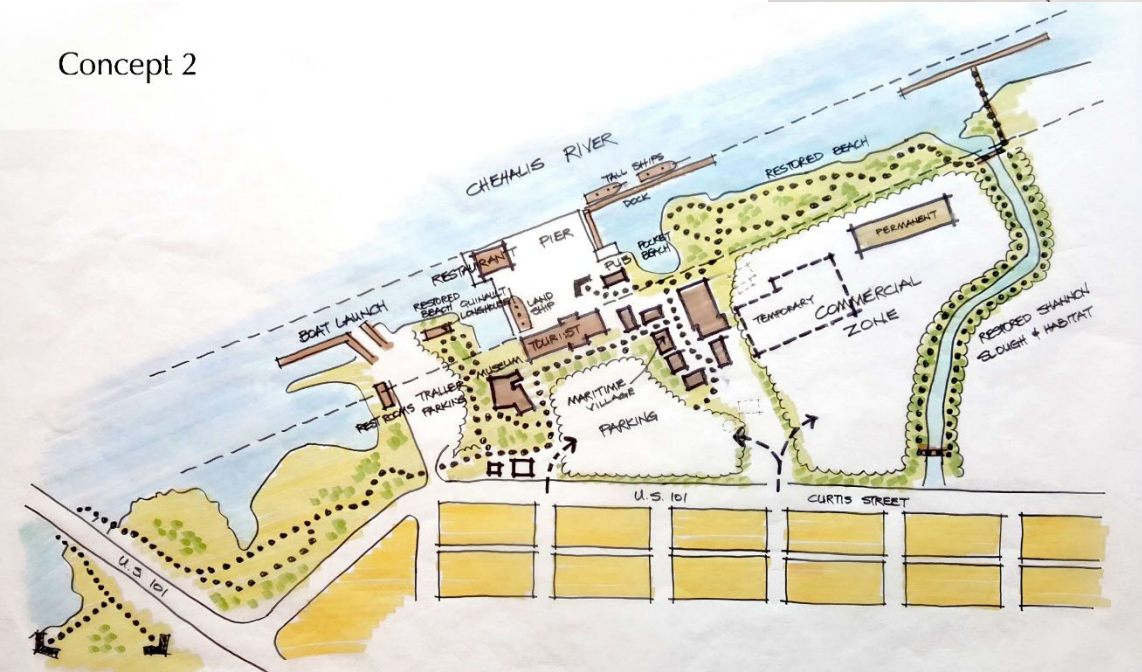 Concept 2
CHEHALIS RIVER
TALL SHIPS
DOCK
RESTORED BEACH
PIER
POCKET
BEACH
PUB
RESTAURANT
PERMANENT
BOAT LAUNCH
RESTORED
BEACH
QUINAULT
LONGHOUSE
LAND
SHIP
TOURIST
TEMPORARY
COMMERCIAL
ZONE
RESTORED SHANNON
SLOUGH & HABITAT
MUSEUM
TRAILER
PARKING
RESTROOMS
MARITIME
VILLAGE
PARKING
U.S. 101
CURTIS STREET
U.S 101